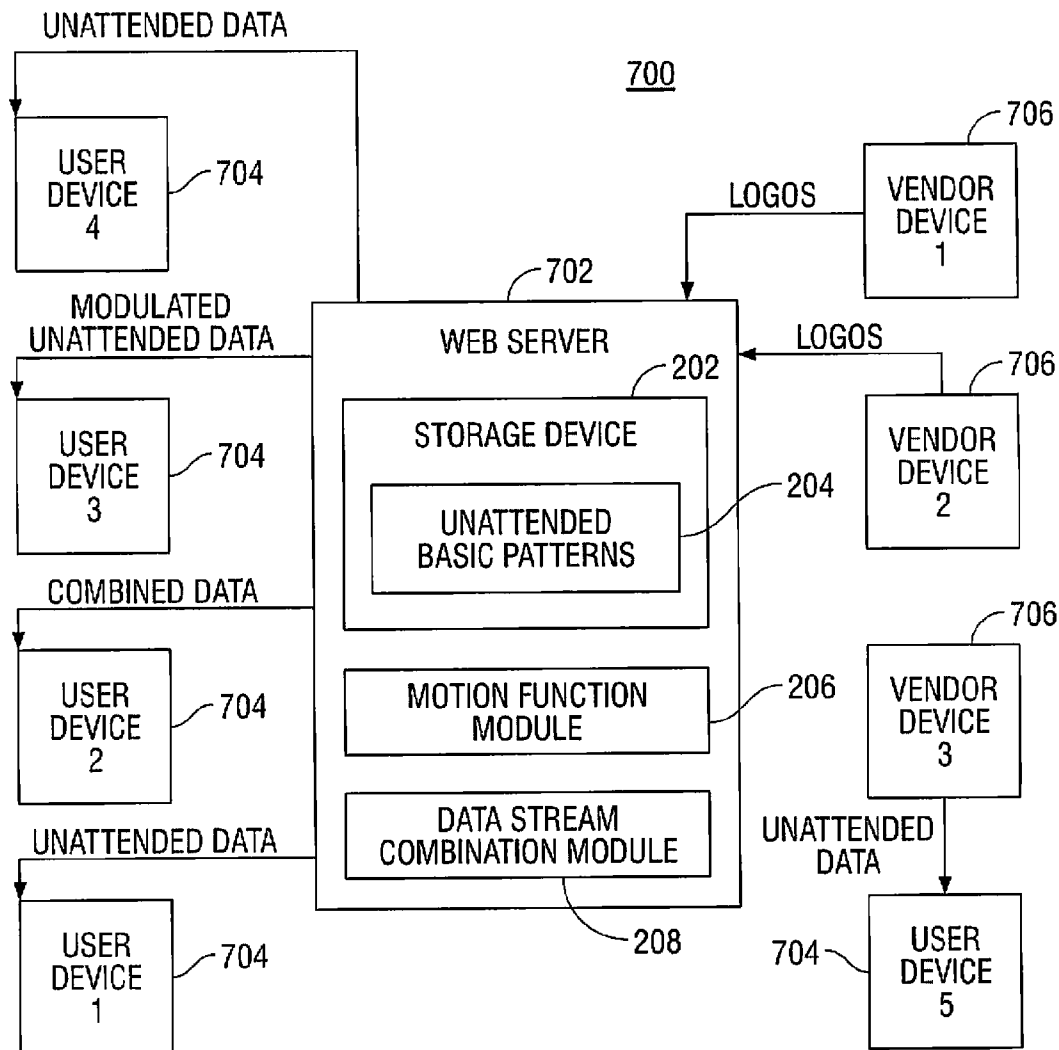 UNATTENDED DATA
700
USER
DEVICE
4
704
706
VENDOR
DEVICE
1
LOGOS
702
MODULATED
UNATTENDED DATA
USER
DEVICE
3
704
WEB SERVER
LOGOS
706
VENDOR
DEVICE
2
202
STORAGE DEVICE
204
UNATTENDED
BASIC PATTERNS
COMBINED DATA
USER
DEVICE
2
704
MOTION FUNCTION
MODULE
206
706
VENDOR
DEVICE
3
UNATTENDED DATA
USER
DEVICE
1
704
DATA STREAM
COMBINATION MODULE
208
UNATTENDED
DATA
704
USER
DEVICE
5